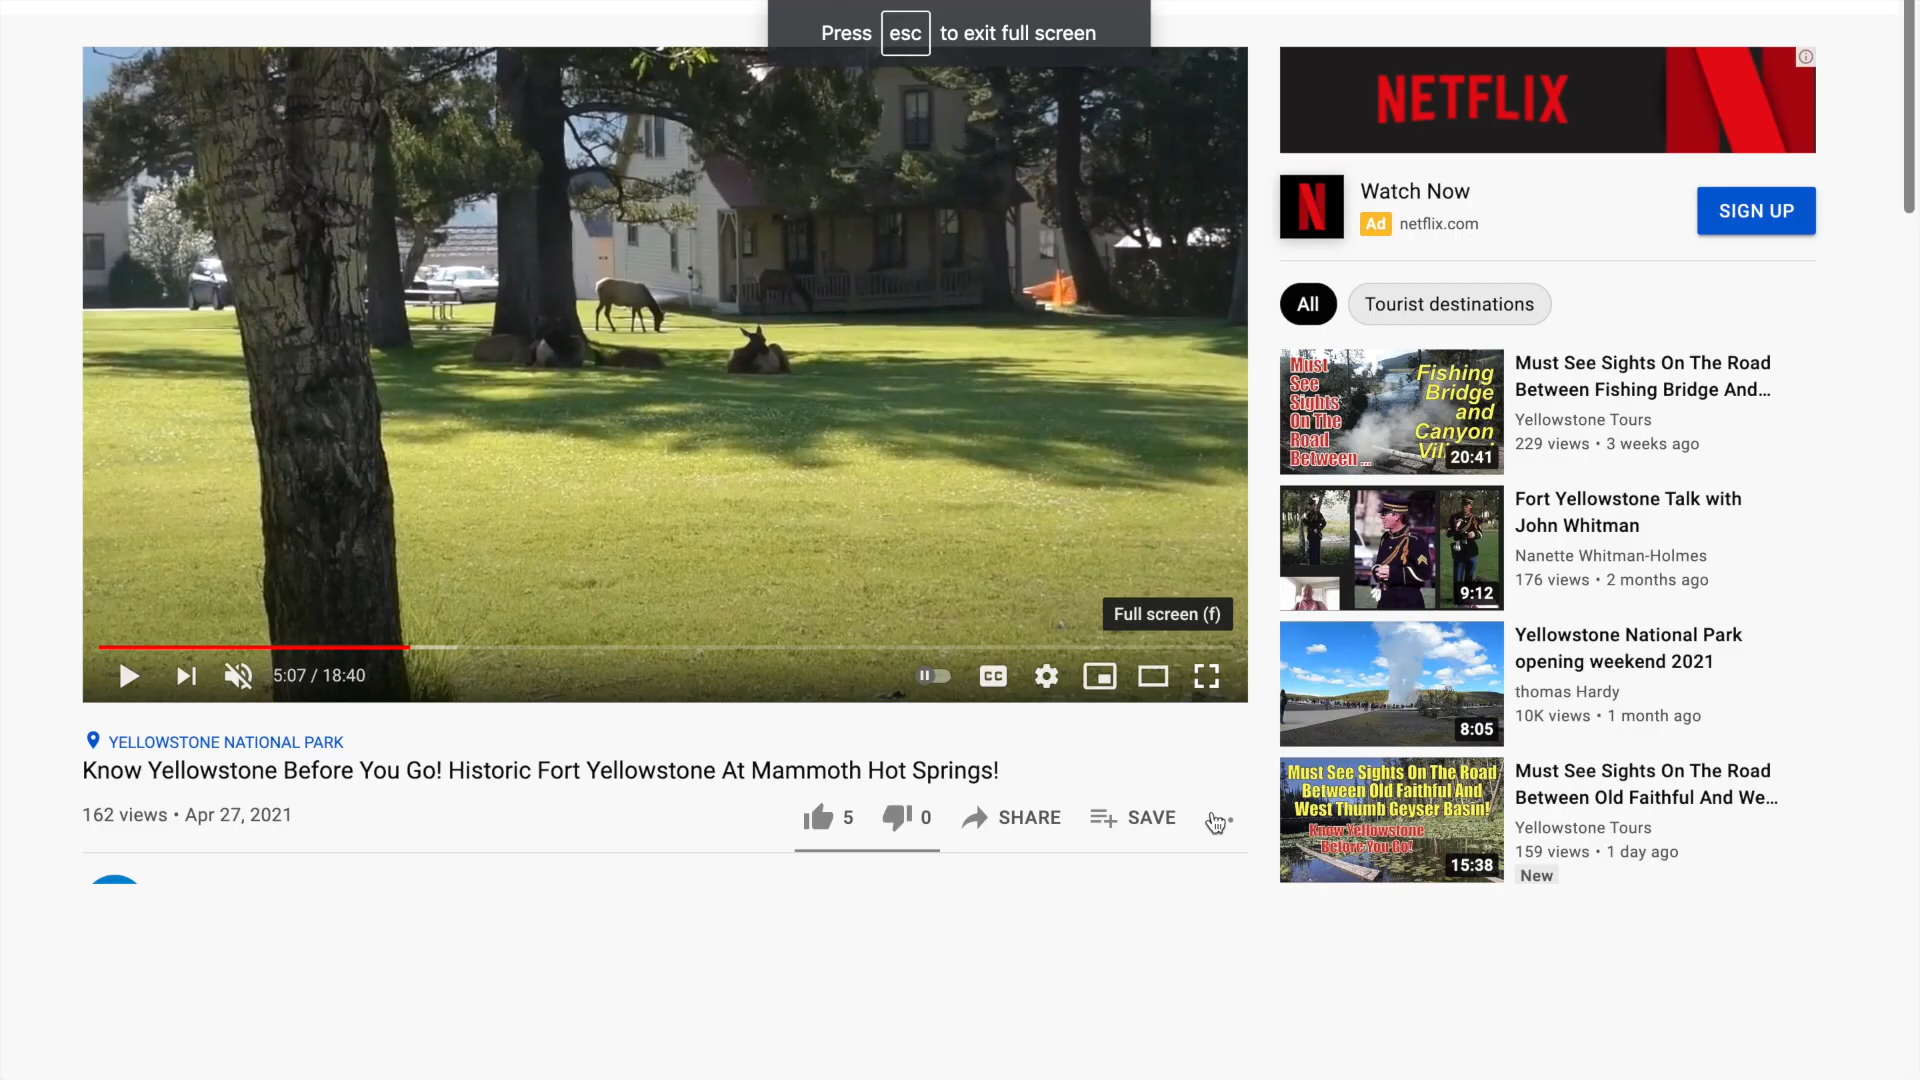 Press esc to exit full screen
NETFLIX
Watch Now
Ad netflix.com
SIGN UP
All
Tourist destinations
Must
See
Sights
On The
Road
Between...
Fishing
Bridge
and
Canyon
20:41
Must See Sights On The Road
Between Fishing Bridge And...
Yellowstone Tours
229 views • 3 weeks ago
9:12
Fort Yellowstone Talk with
John Whitman
Nanette Whitman-Holmes
176 views • 2 months ago
8:05
Yellowstone National Park
opening weekend 2021
thomas Hardy
10K views • 1 month ago
Must See Sights On The Road
Between Old Faithful And
West Thumb Geyser Basin!
Know Yellowstone
Before You Go!
15:38
Must See Sights On The Road
Between Old Faithful And We...
Yellowstone Tours
159 views • 1 day ago
New
Full screen (f)
5:07 / 18:40
CC
YELLOWSTONE NATIONAL PARK
Know Yellowstone Before You Go! Historic Fort Yellowstone At Mammoth Hot Springs!
162 views • Apr 27, 2021
5
0
SHARE
SAVE